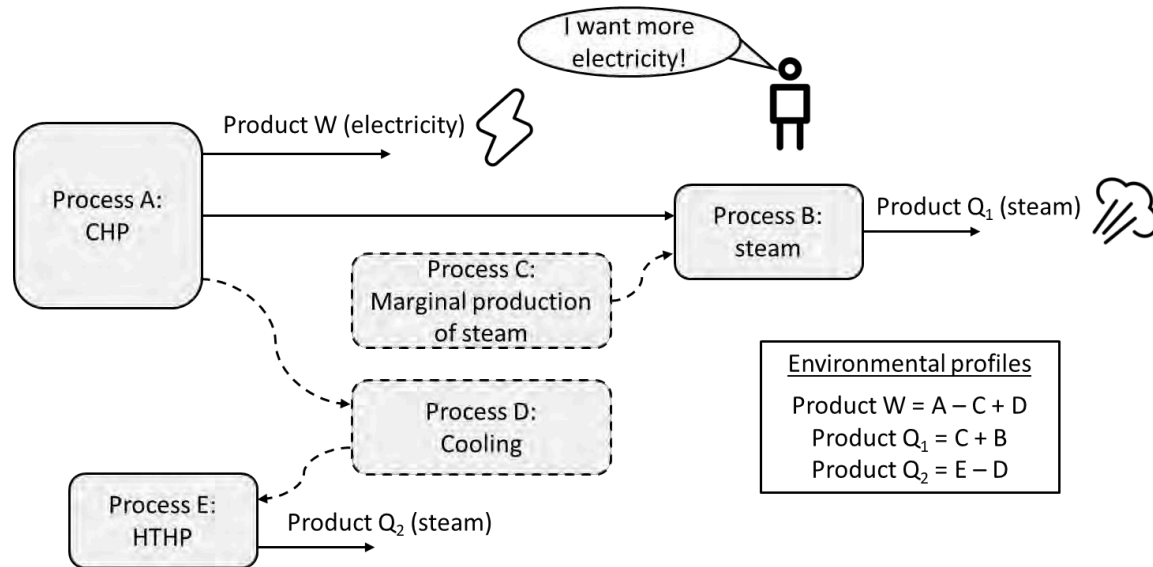 I want more
electricity!
Product W (electricity)
Process A:
CHP
Process B:
steam
Product Q₁ (steam)
Process C:
Marginal production
of steam
Environmental profiles
Product W = A – C + D
Product Q₁ = C + B
Product Q₂ = E – D
Process D:
Cooling
Process E:
HTHP
Product Q₂ (steam)